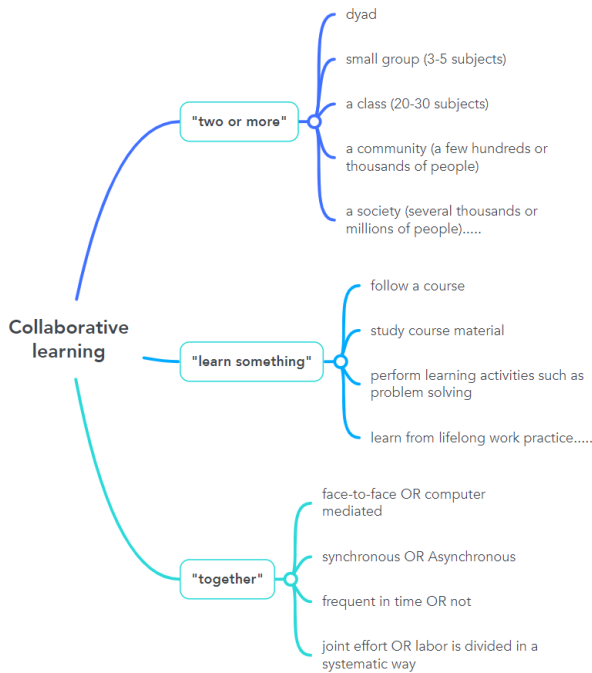 dyad
small group (3-5 subjects)
"two or more"
a class (20-30 subjects)
a community (a few hundreds or
thousands of people)
a society (several thousands or
millions of people).....
Collaborative
learning
follow a course
study course material
"learn something"
perform learning activities such as
problem solving
learn from lifelong work practice.....
face-to-face OR computer
mediated
synchronous OR Asynchronous
"together"
frequent in time OR not
joint effort OR labor is divided in a
systematic way